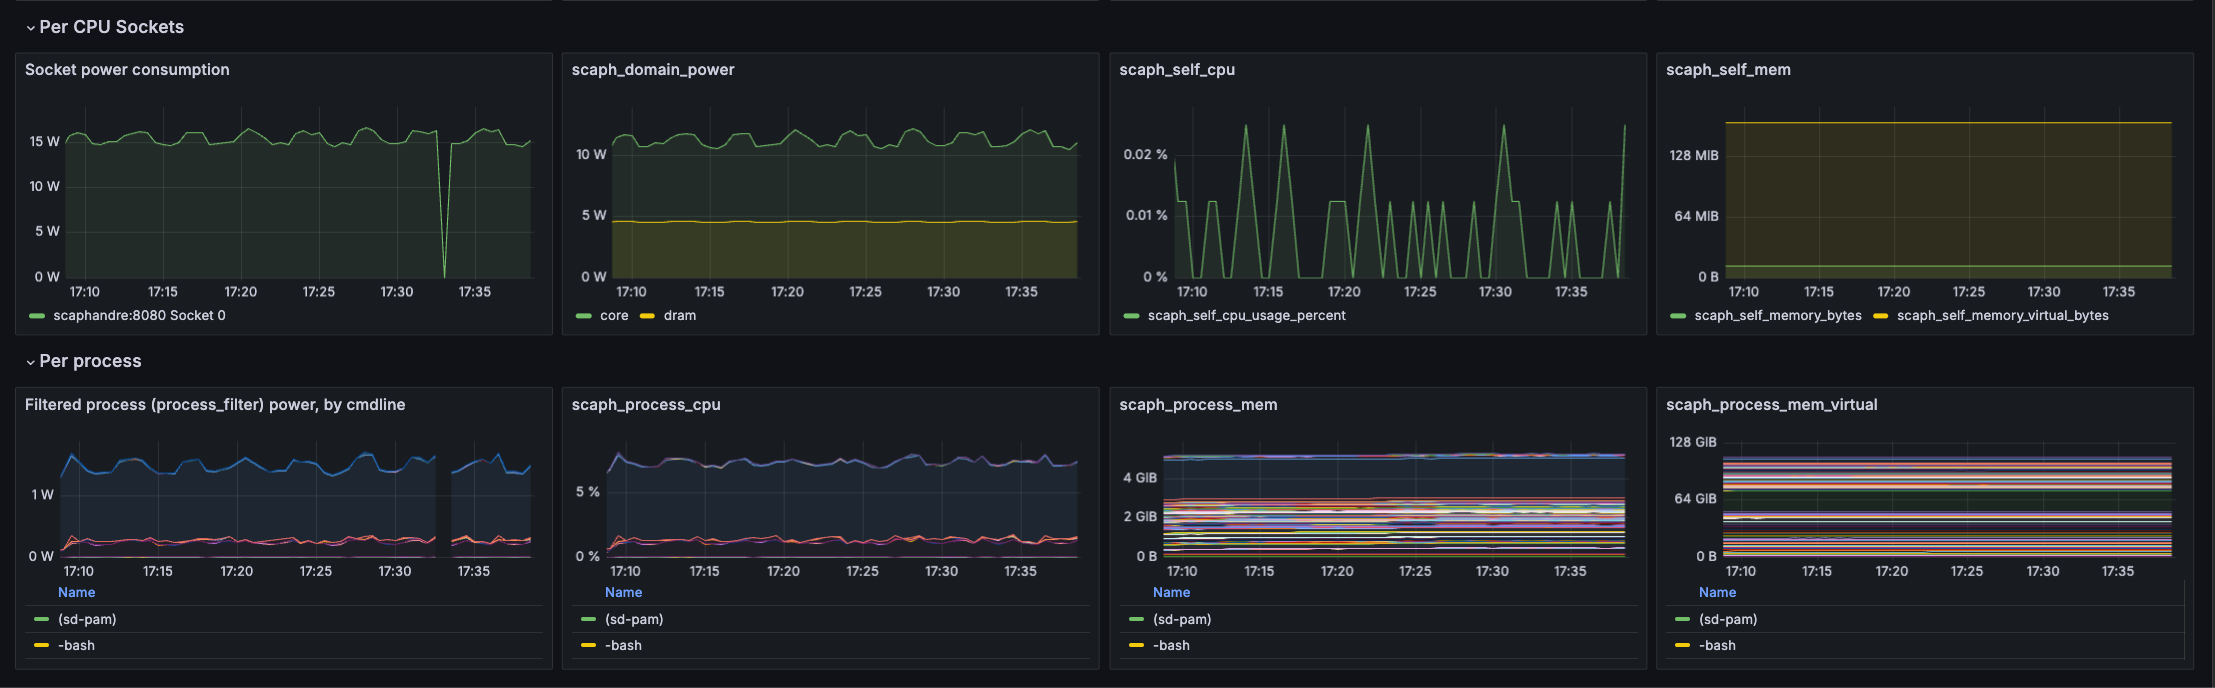 Per CPU Sockets
Socket power consumption
15 W
10 W
5 W
0 W
17:10 17:15 17:20 17:25 17:30 17:35
scaphandre:8080 Socket 0
scaph_domain_power
10 W
5 W
0 W
17:10 17:15 17:20 17:25 17:30 17:35
core dram
scaph_self_cpu
0.02 %
0.01 %
0 %
17:10 17:15 17:20 17:25 17:30 17:35
scaph_self_cpu_usage_percent
scaph_self_mem
128 MIB
64 MIB
0 B
17:10 17:15 17:20 17:25 17:30 17:35
scaph_self_memory_bytes scaph_self_memory_virtual_bytes
Per process
Filtered process (process_filter) power, by cmdline
1 W
0 W
17:10 17:15 17:20 17:25 17:30 17:35
Name
(sd-pam)
-bash
scaph_process_cpu
5 %
0 %
17:10 17:15 17:20 17:25 17:30 17:35
Name
(sd-pam)
-bash
scaph_process_mem
4 GIB
2 GIB
0 B
17:10 17:15 17:20 17:25 17:30 17:35
Name
(sd-pam)
-bash
scaph_process_mem_virtual
128 GIB
64 GIB
0 B
17:10 17:15 17:20 17:25 17:30 17:35
Name
(sd-pam)
-bash